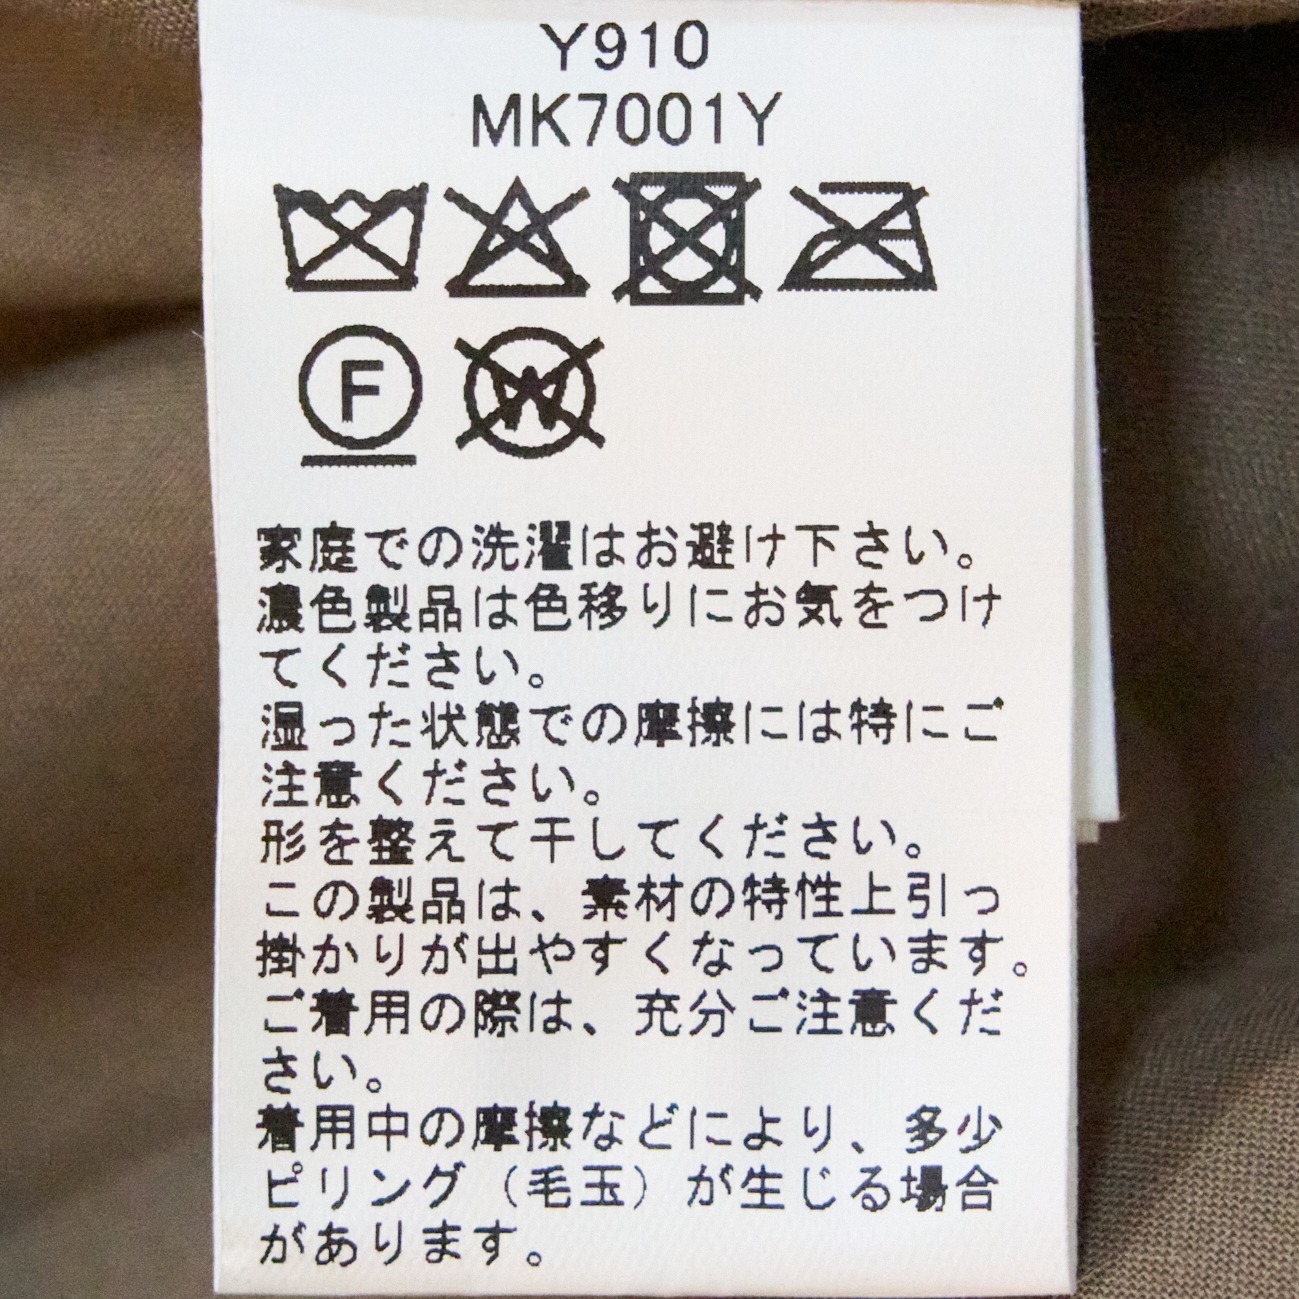 Y910
MK7001Y
F
W
家庭での洗濯はお避け下さい。
濃色製品は色移りにお気をつけ
てください。
湿った状態での摩擦には特にご
注意ください。
形を整えて干してください。
この製品は、素材の特性上引っ
掛かりが出やすくなっています。
ご着用の際は、充分ご注意くだ
さい。
着用中の摩擦などにより、多少
ピリング（毛玉）が生じる場合
があります。